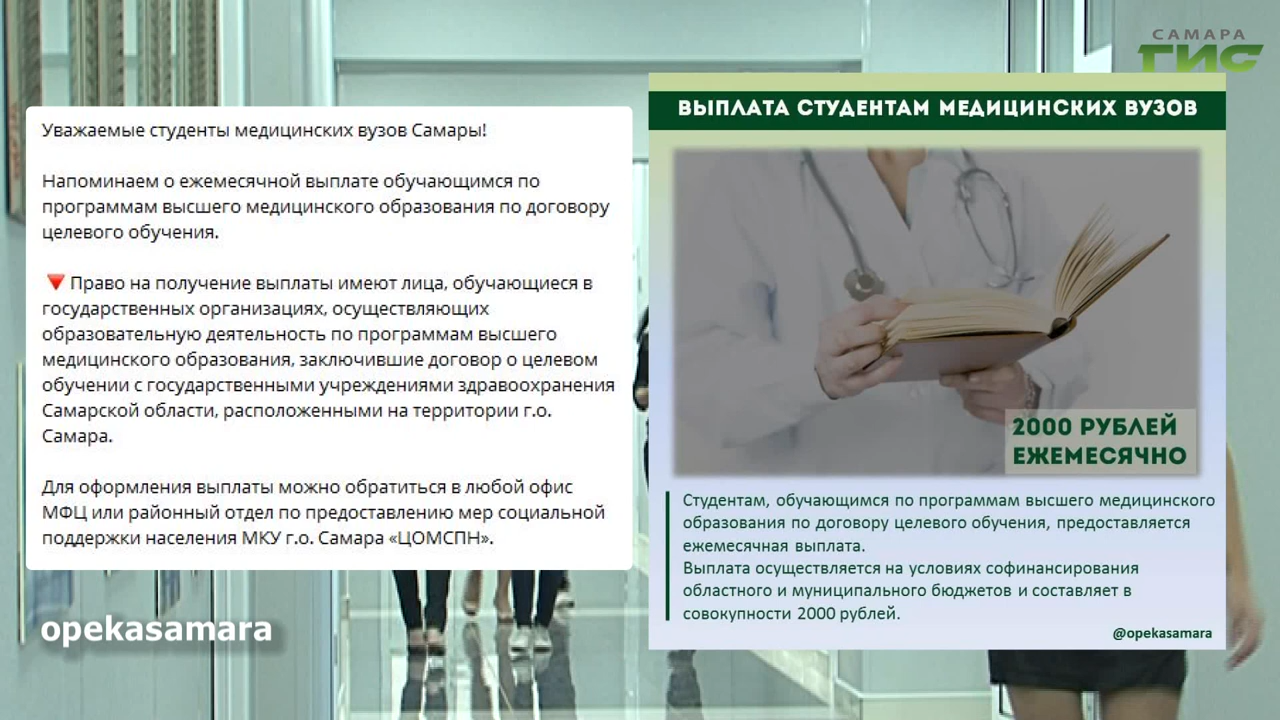 САМАРА
ГИС
Уважаемые студенты медицинских вузов Самары!
Напоминаем о ежемесячной выплате обучающимся по
программам высшего медицинского образования по договору
целевого обучения.
Право на получение выплаты имеют лица, обучающиеся в
государственных организациях, осуществляющих
образовательную деятельность по программам высшего
медицинского образования, заключившие договор о целевом
обучении с государственными учреждениями здравоохранения
Самарской области, расположенными на территории г.о.
Самара.
Для оформления выплаты можно обратиться в любой офис
МФЦ или районный отдел по предоставлению мер социальной
поддержки населения МКУ г.о. Самара «ЦОМСПН».
opekasamara
ВЫПЛАТА СТУДЕНТАМ МЕДИЦИНСКИХ ВУЗОВ
2000 РУБЛЕЙ
ЕЖЕМЕСЯЧНО
Студентам, обучающимся по программам высшего медицинского
образования по договору целевого обучения, предоставляется
ежемесячная выплата.
Выплата осуществляется на условиях софинансирования
областного и муниципального бюджетов и составляет в
совокупности 2000 рублей.
@opekasamara